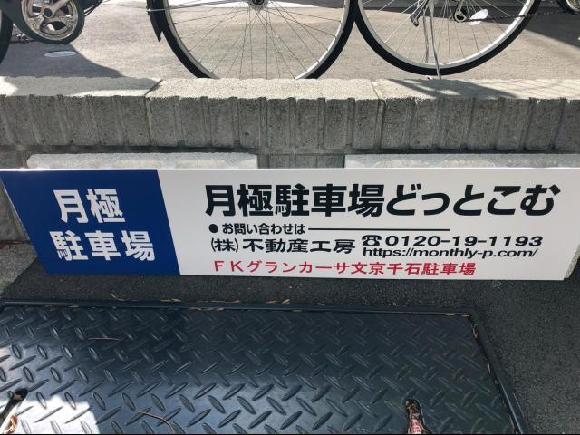 月極
駐車場
月極駐車場どっとこむ
●お問い合わせは
(株)不動産工房 ☎0120-19-1193
https://monthly-p.com/
FKグランカーサ文京千石駐車場